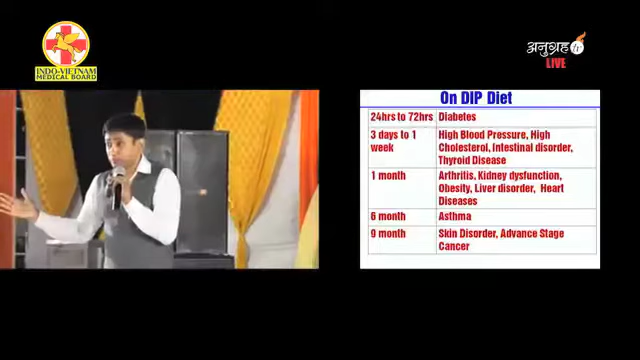 INDO-VIETNAM
MEDICAL BOARD
अनुग्रह tv
LIVE
On DIP Diet
24hrs to 72hrs Diabetes
3 days to 1 week High Blood Pressure, High Cholesterol, Intestinal disorder, Thyroid Disease
1 month Arthritis, Kidney dysfunction, Obesity, Liver disorder, Heart Diseases
6 month Asthma
9 month Skin Disorder, Advance Stage Cancer